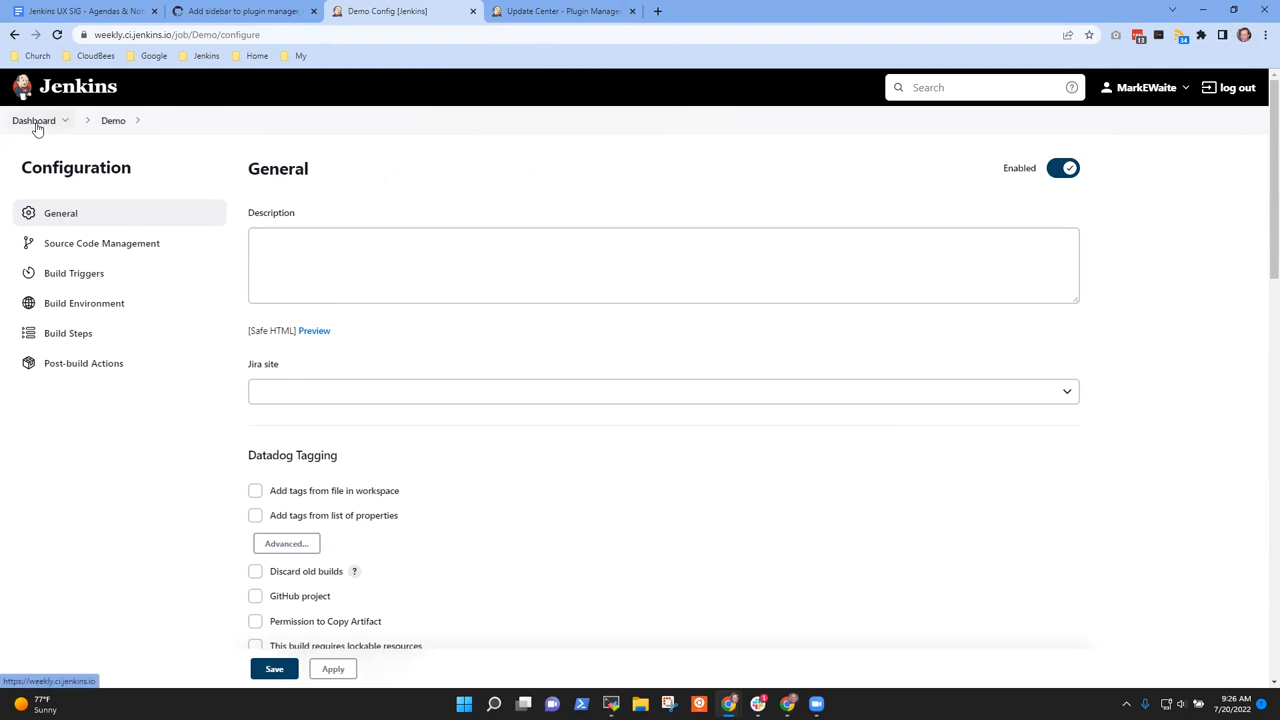 Jenkins UX SIG - Agendas & Note
Add sidebar to plugin manager.
Demo Config [Jenkins]
Update Center - Plugin Manage
weekly.ci.jenkins.io/job/Demo/configure
13
34
Church
CloudBees
Google
Jenkins
Home
My
Jenkins
Search
MarkEWaite
log out
Dashboard
Demo
Configuration
General
Source Code Management
Build Triggers
Build Environment
Build Steps
Post-build Actions
General
Enabled
Description
[Safe HTML] Preview
Jira site
Datadog Tagging
Add tags from file in workspace
Add tags from list of properties
Advanced...
Discard old builds ?
GitHub project
Permission to Copy Artifact
This build requires lockable resources
Save
Apply
https://weekly.ci.jenkins.io
77°F
Sunny
9:26 AM
7/20/2022